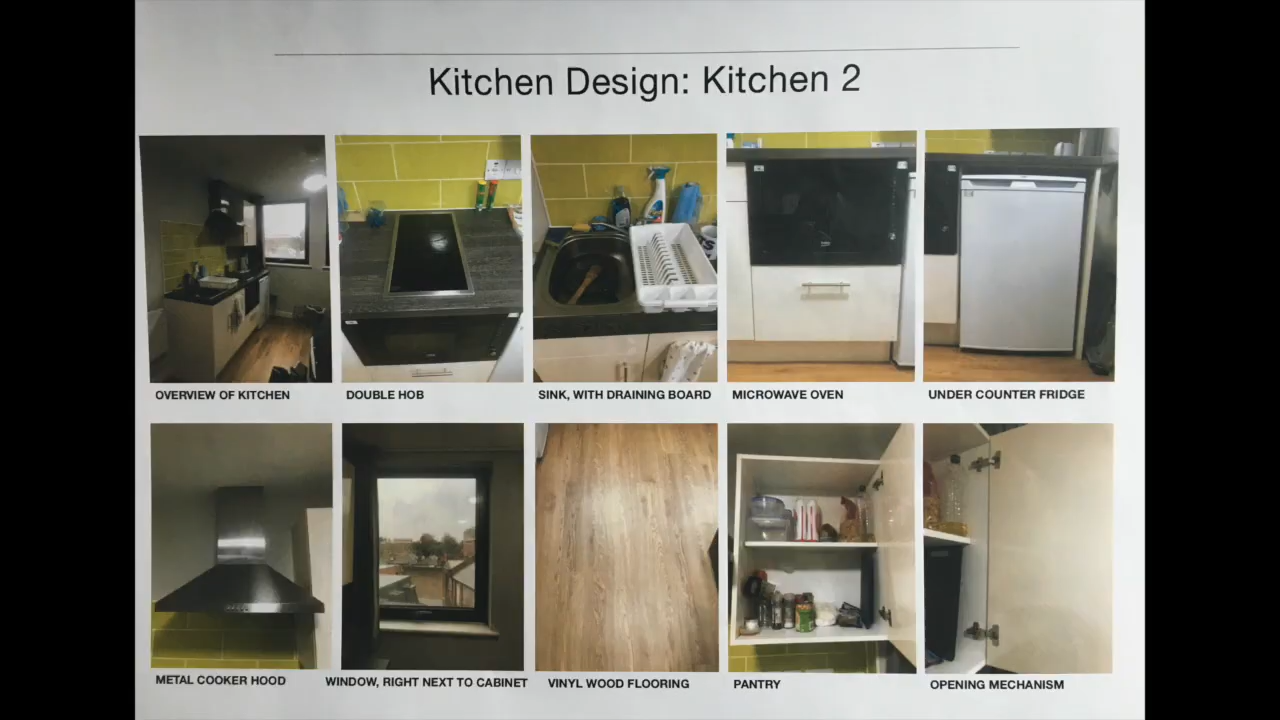 Kitchen Design: Kitchen 2
OVERVIEW OF KITCHEN
DOUBLE HOB
SINK, WITH DRAINING BOARD
MICROWAVE OVEN
UNDER COUNTER FRIDGE
METAL COOKER HOOD
WINDOW, RIGHT NEXT TO CABINET
VINYL WOOD FLOORING
PANTRY
OPENING MECHANISM